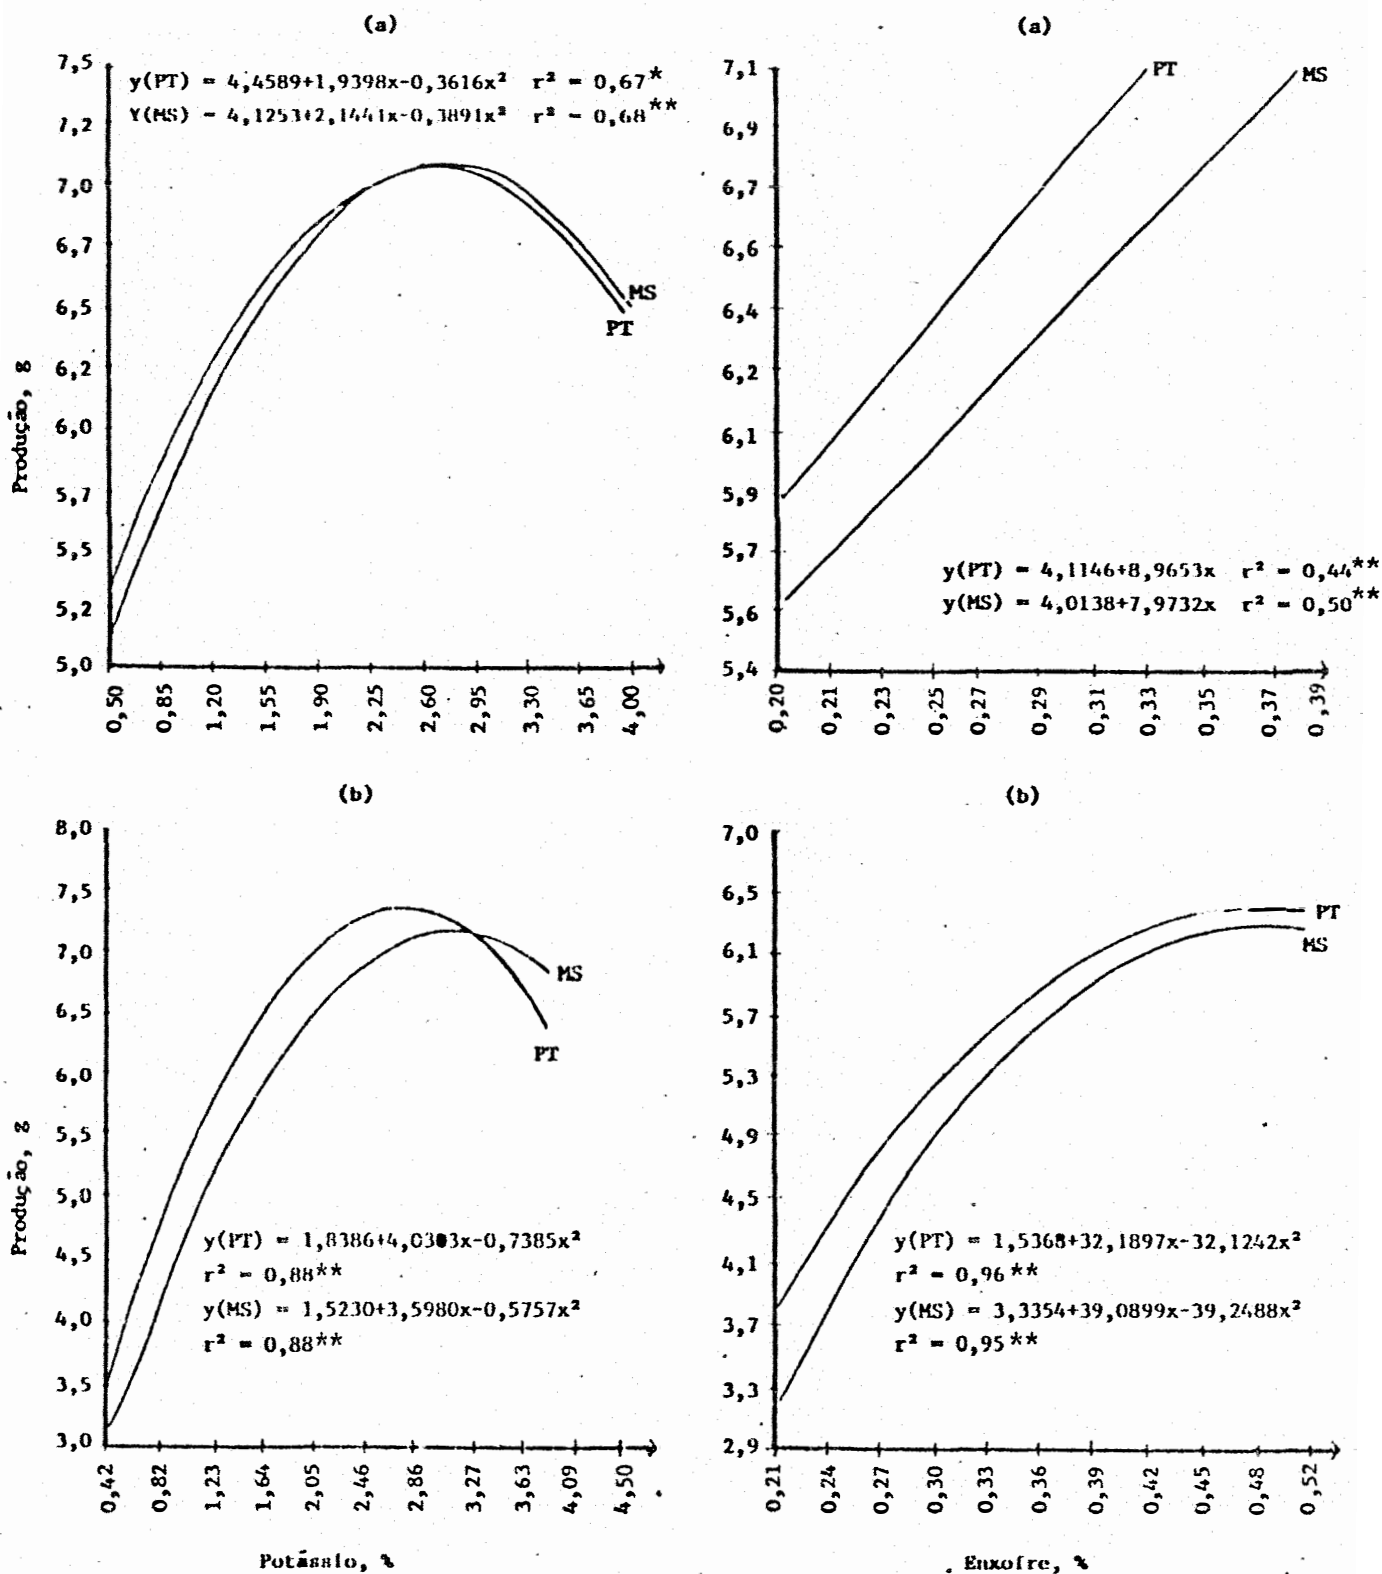 (a)
7,5
7,2
7,0
6,7
6,5
6,2
6,0
5,7
5,5
5,2
5,0
y(PT) = 4,4589+1,9398x-0,3616x² r² = 0,67*
Y(MS) = 4,1253+2,1441x-0,3891x² r² = 0,68**
MS
PT
Produção, g
0,50 0,85 1,20 1,55 1,90 2,25 2,60 2,95 3,30 3,65 4,00
(a)
7,1
6,9
6,7
6,6
6,4
6,2
6,1
5,9
5,7
5,6
5,4
PT
MS
y(PT) = 4,1146+8,9653x r² = 0,44**
y(MS) = 4,0138+7,9732x r² = 0,50**
0,20 0,21 0,23 0,25 0,27 0,29 0,31 0,33 0,35 0,37 0,39
(b)
8,0
7,5
7,0
6,5
6,0
5,5
5,0
4,5
4,0
3,5
3,0
MS
PT
Produção, g
y(PT) = 1,8386+4,0303x-0,7385x²
r² = 0,88**
y(MS) = 1,5230+3,5980x-0,5757x²
r² = 0,88**
0,42 0,82 1,23 1,64 2,05 2,46 2,86 3,27 3,63 4,09 4,50
Potássio, %
(b)
7,0
6,5
6,1
5,7
5,3
4,9
4,5
4,1
3,7
3,3
2,9
PT
MS
y(PT) = 1,5368+32,1897x-32,1242x²
r² = 0,96**
y(MS) = 3,3354+39,0899x-39,2488x²
r² = 0,95**
0,21 0,24 0,27 0,30 0,33 0,36 0,39 0,42 0,45 0,48 0,52
Enxofre, %